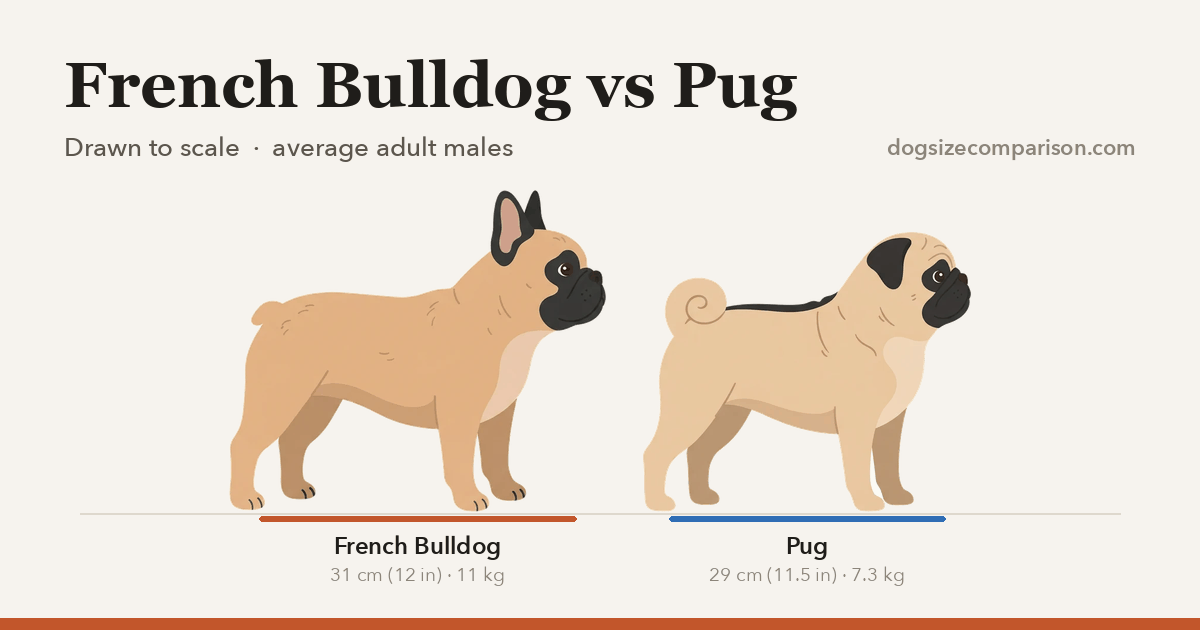 French Bulldog vs Pug
Drawn to scale · average adult males
dogsizecomparison.com
French Bulldog
31 cm (12 in) · 11 kg
Pug
29 cm (11.5 in) · 7.3 kg